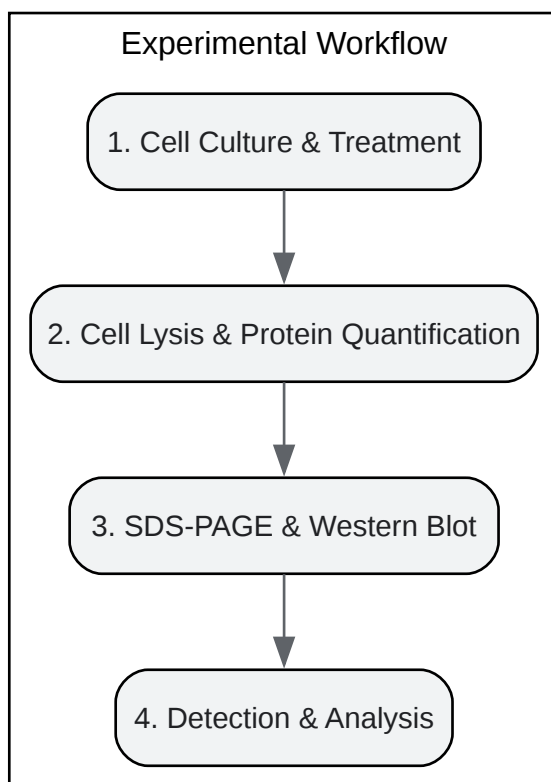 Experimental Workflow
1. Cell Culture & Treatment
2. Cell Lysis & Protein Quantification
3. SDS-PAGE & Western Blot
4. Detection & Analysis